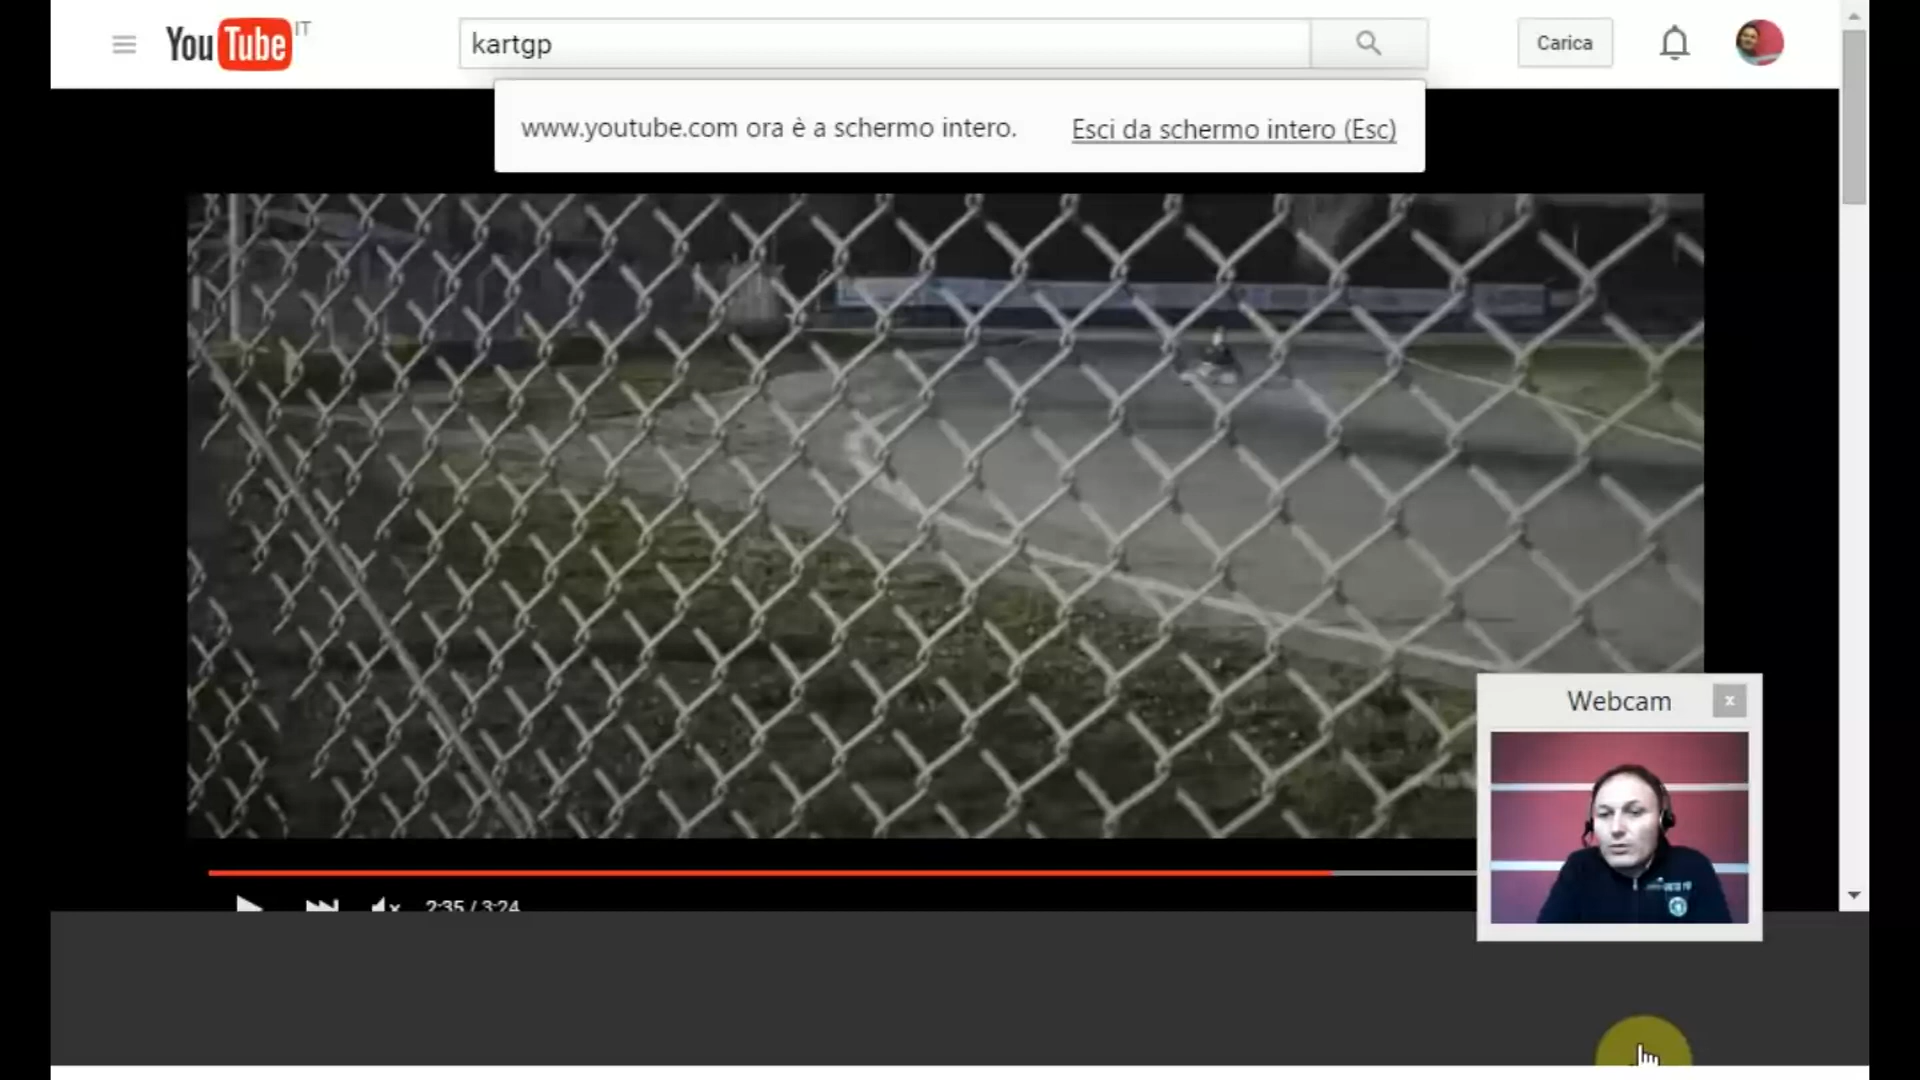 YouTube IT
kartgp
Carica
www.youtube.com ora è a schermo intero.
Esci da schermo intero (Esc)
Webcam
x
2:35 / 3:24